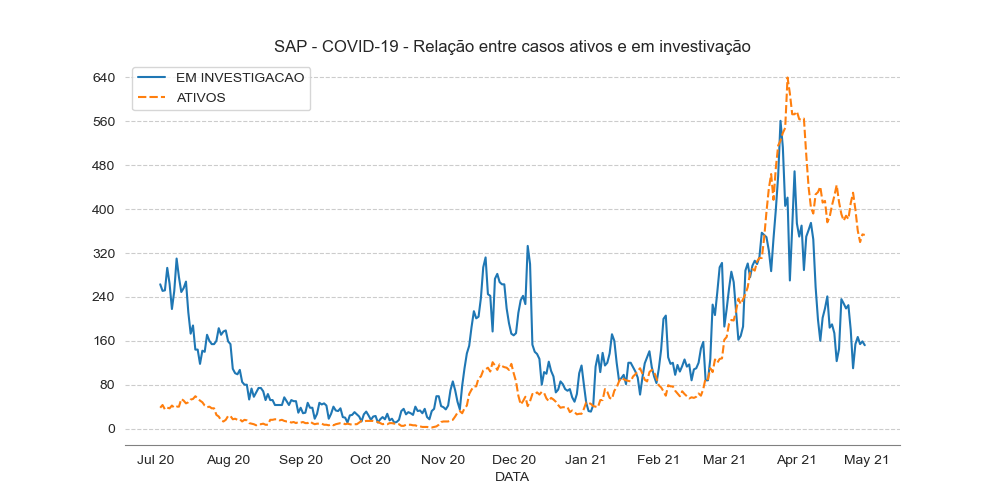 SAP - COVID-19 - Relação entre casos ativos e em investivação
EM INVESTIGACAO
ATIVOS
640
560
480
400
320
240
160
80
0
Jul 20 Aug 20 Sep 20 Oct 20 Nov 20 Dec 20 Jan 21 Feb 21 Mar 21 Apr 21 May 21
DATA